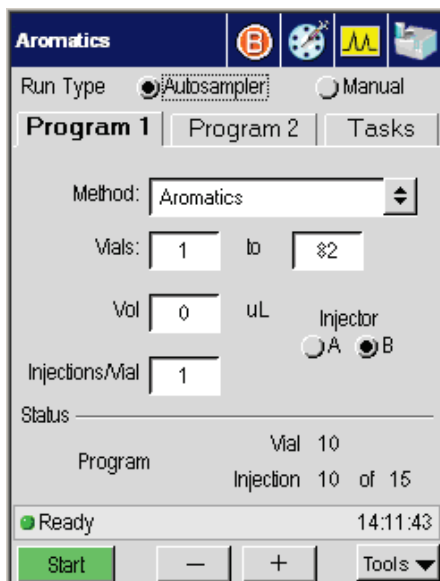 Aromatics B
Run Type Autosampler Manual
Program 1 Program 2 Tasks
Method: Aromatics
Vials: 1 to 82
Vol 0 uL Injector
A B
Injections/Vial 1
Status
Vial 10
Program
Injection 10 of 15
Ready 14:11:43
Start − + Tools